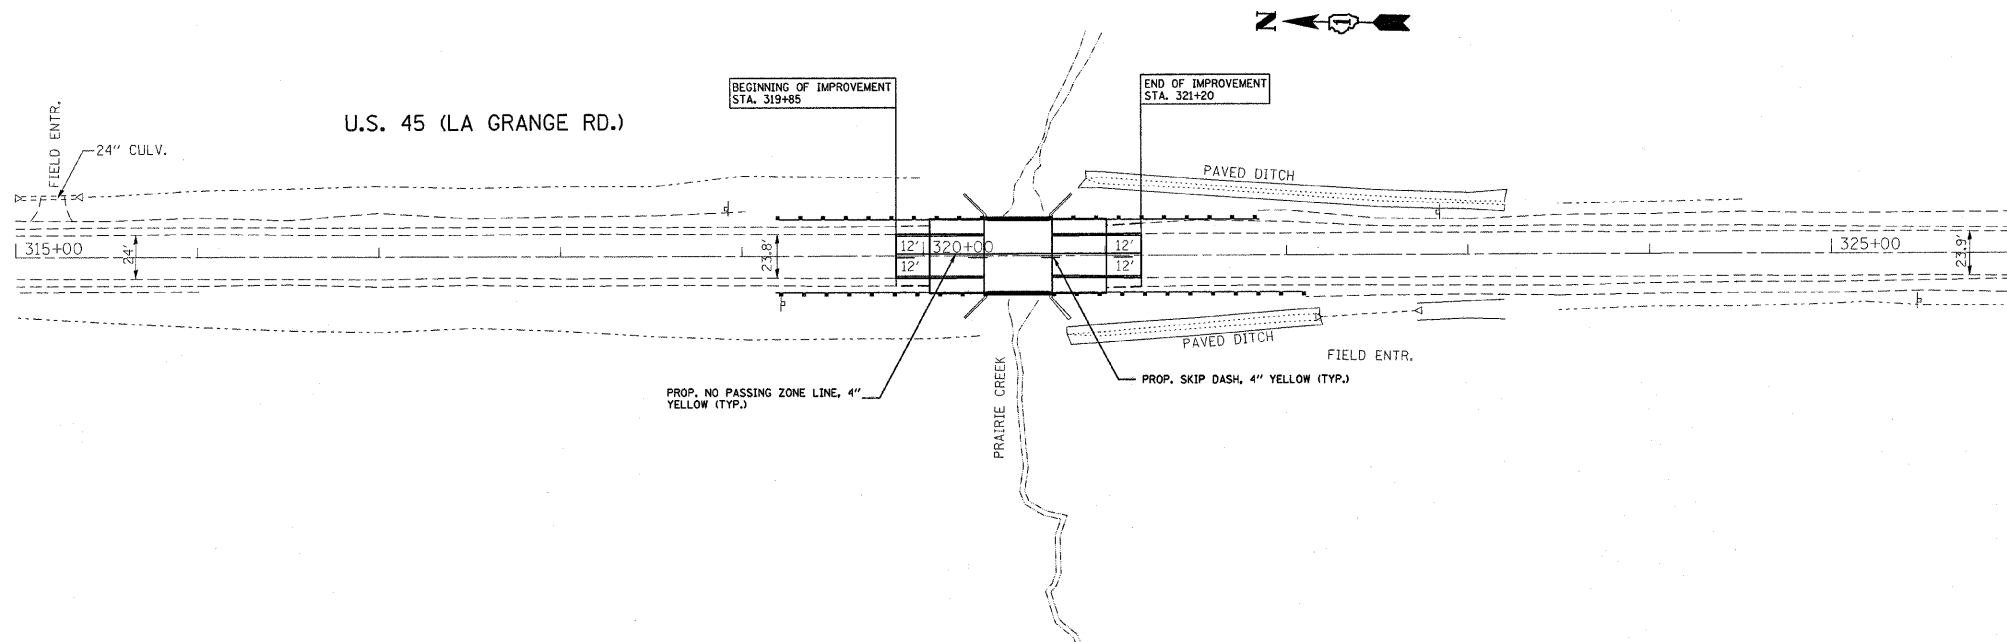 N
1
BEGINNING OF IMPROVEMENT
STA. 319+85
END OF IMPROVEMENT
STA. 321+20
U.S. 45 (LA GRANGE RD.)
FIELD ENTR.
24" CULV.
PAVED DITCH
315+00
24'
23.8'
12'
320+00
12'
325+00
23.9'
12'
12'
PAVED DITCH
FIELD ENTR.
PROP. NO PASSING ZONE LINE, 4"
YELLOW (TYP.)
PROP. SKIP DASH, 4" YELLOW (TYP.)
PRAIRIE CREEK